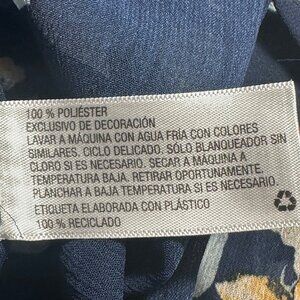 100 % POLIÉSTER
EXCLUSIVO DE DECORACIÓN
LAVAR A MÁQUINA CON AGUA FRÍA CON COLORES
SIMILARES. CICLO DELICADO. SÓLO BLANQUEADOR SIN
CLORO SI ES NECESARIO. SECAR A MÁQUINA A
TEMPERATURA BAJA. RETIRAR OPORTUNAMENTE.
PLANCHAR A BAJA TEMPERATURA SI ES NECESARIO.
ETIQUETA ELABORADA CON PLÁSTICO
100 % RECICLADO